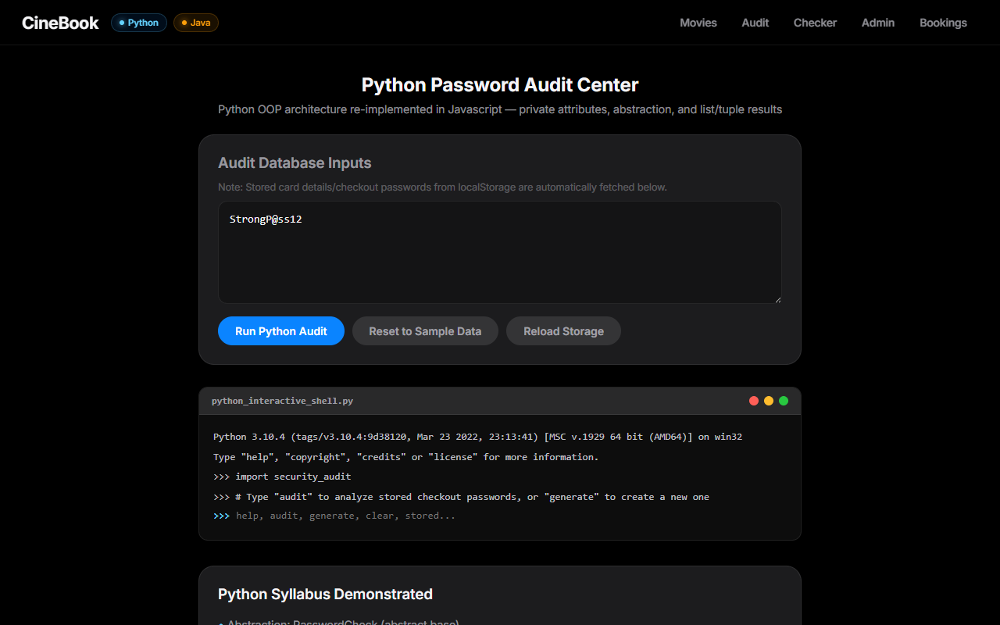 CineBook
Python
Java
Movies
Audit
Checker
Admin
Bookings
Python Password Audit Center
Python OOP architecture re-implemented in Javascript — private attributes, abstraction, and list/tuple results
Audit Database Inputs
Note: Stored card details/checkout passwords from localStorage are automatically fetched below.
StrongP@ss12
Run Python Audit
Reset to Sample Data
Reload Storage
python_interactive_shell.py
Python 3.10.4 (tags/v3.10.4:9d38120, Mar 23 2022, 23:13:41) [MSC v.1929 64 bit (AMD64)] on win32
Type "help", "copyright", "credits" or "license" for more information.
>>> import security_audit
>>> # Type "audit" to analyze stored checkout passwords, or "generate" to create a new one
>>> help, audit, generate, clear, stored...
Python Syllabus Demonstrated
• Abstraction: PasswordCheck (abstract base)